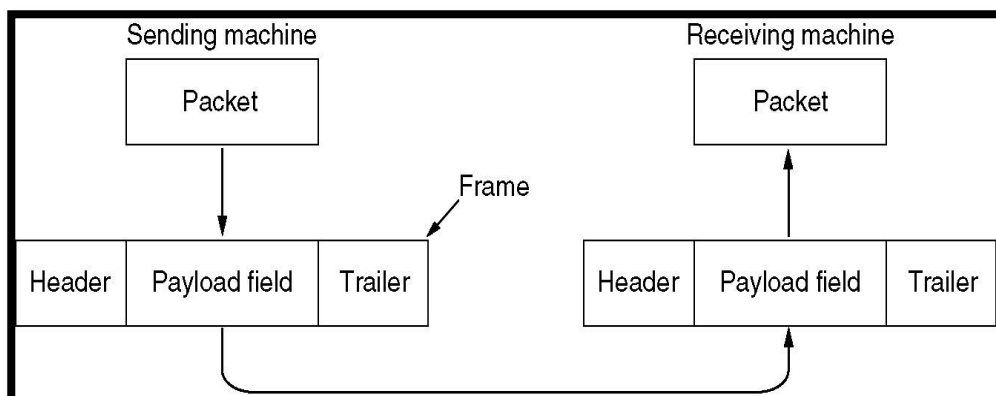 Sending machine
Receiving machine
Packet
Packet
Frame
Header
Payload field
Trailer
Header
Payload field
Trailer